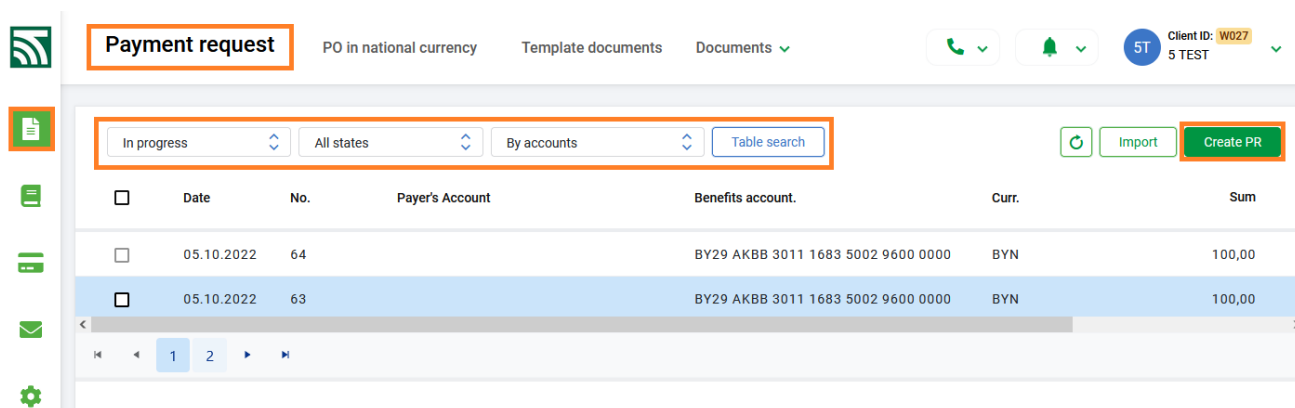 Payment request PO in national currency Template documents Documents 5T Client ID: W027
5 TEST
In progress All states By accounts Table search Import Create PR
Date No. Payer's Account Benefits account. Curr. Sum
05.10.2022 64 BY29 AKBB 3011 1683 5002 9600 0000 BYN 100,00
05.10.2022 63 BY29 AKBB 3011 1683 5002 9600 0000 BYN 100,00
1 2